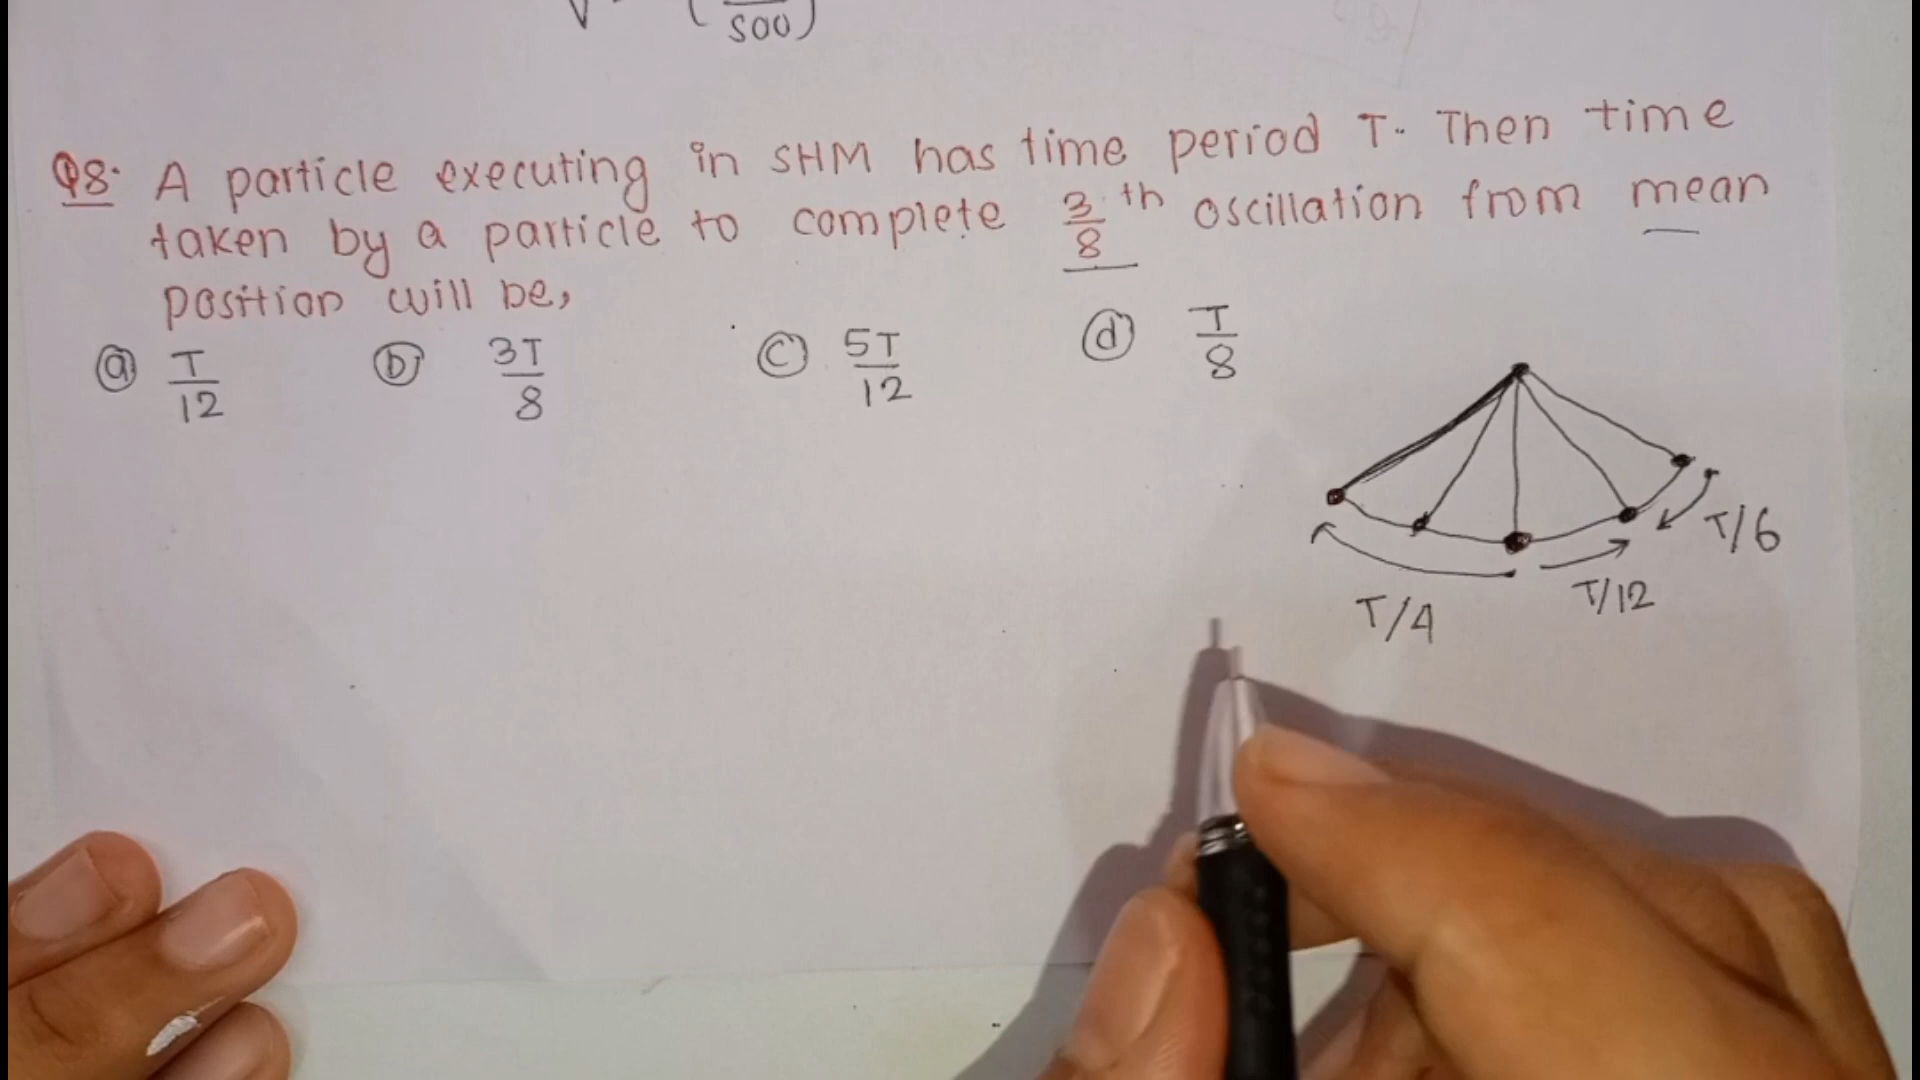 500)
Q8. A particle executing in SHM has time period T. Then time
taken by a particle to complete 3/8 th oscillation from mean
position will be,
(a) T/12 (b) 3T/8 (c) 5T/12 (d) T/8
T/6
T/12
T/4